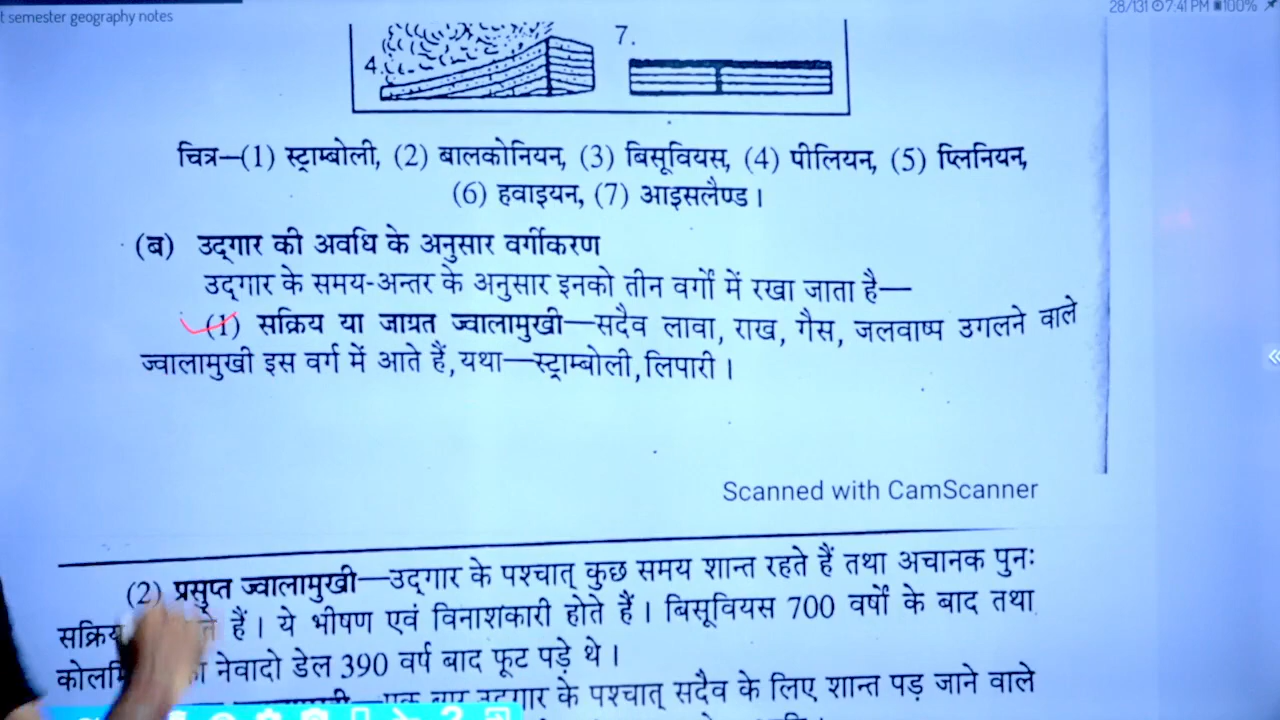 t semester geography notes
28/131 7:41 PM 100%
4.
7.
चित्र—(1) स्ट्राम्बोली, (2) बालकोनियन, (3) बिसूवियस, (4) पीलियन, (5) प्लिनियन,
(6) हवाइयन, (7) आइसलैण्ड।
(ब) उद्गार की अवधि के अनुसार वर्गीकरण
उद्गार के समय-अन्तर के अनुसार इनको तीन वर्गों में रखा जाता है—
(1) सक्रिय या जाग्रत ज्वालामुखी—सदैव लावा, राख, गैस, जलवाष्प उगलने वाले
ज्वालामुखी इस वर्ग में आते हैं, यथा—स्ट्राम्बोली, लिपारी।
Scanned with CamScanner
(2) प्रसुप्त ज्वालामुखी—उद्गार के पश्चात् कुछ समय शान्त रहते हैं तथा अचानक पुनः
सक्रिय हैं। ये भीषण एवं विनाशकारी होते हैं। बिसूवियस 700 वर्षों के बाद तथा
नेवादो डेल 390 वर्ष बाद फूट पड़े थे।
एक बार उद्गार के पश्चात् सदैव के लिए शान्त पड़ जाने वाले